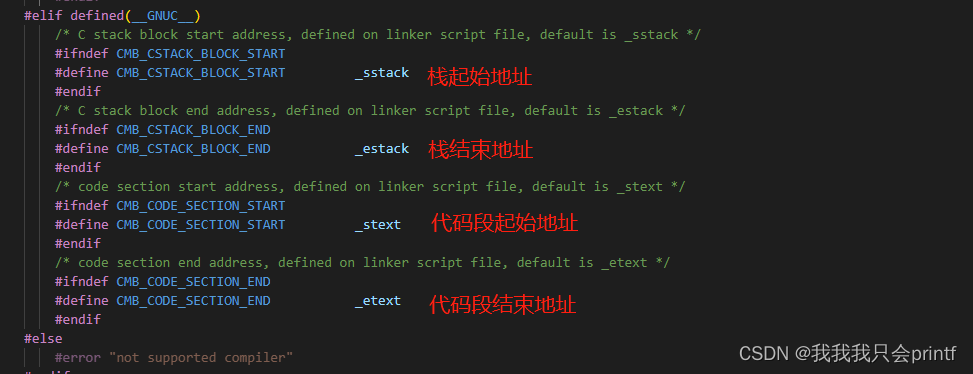 #elif defined(__GNUC__)
/* C stack block start address, defined on linker script file, default is _sstack */
#ifndef CMB_CSTACK_BLOCK_START
#define CMB_CSTACK_BLOCK_START _sstack 栈起始地址
#endif
/* C stack block end address, defined on linker script file, default is _estack */
#ifndef CMB_CSTACK_BLOCK_END
#define CMB_CSTACK_BLOCK_END _estack 栈结束地址
#endif
/* code section start address, defined on linker script file, default is _stext */
#ifndef CMB_CODE_SECTION_START
#define CMB_CODE_SECTION_START _stext 代码段起始地址
#endif
/* code section end address, defined on linker script file, default is _etext */
#ifndef CMB_CODE_SECTION_END
#define CMB_CODE_SECTION_END _etext 代码段结束地址
#endif
#else
#error "not supported compiler"
CSDN @我我我只会printf